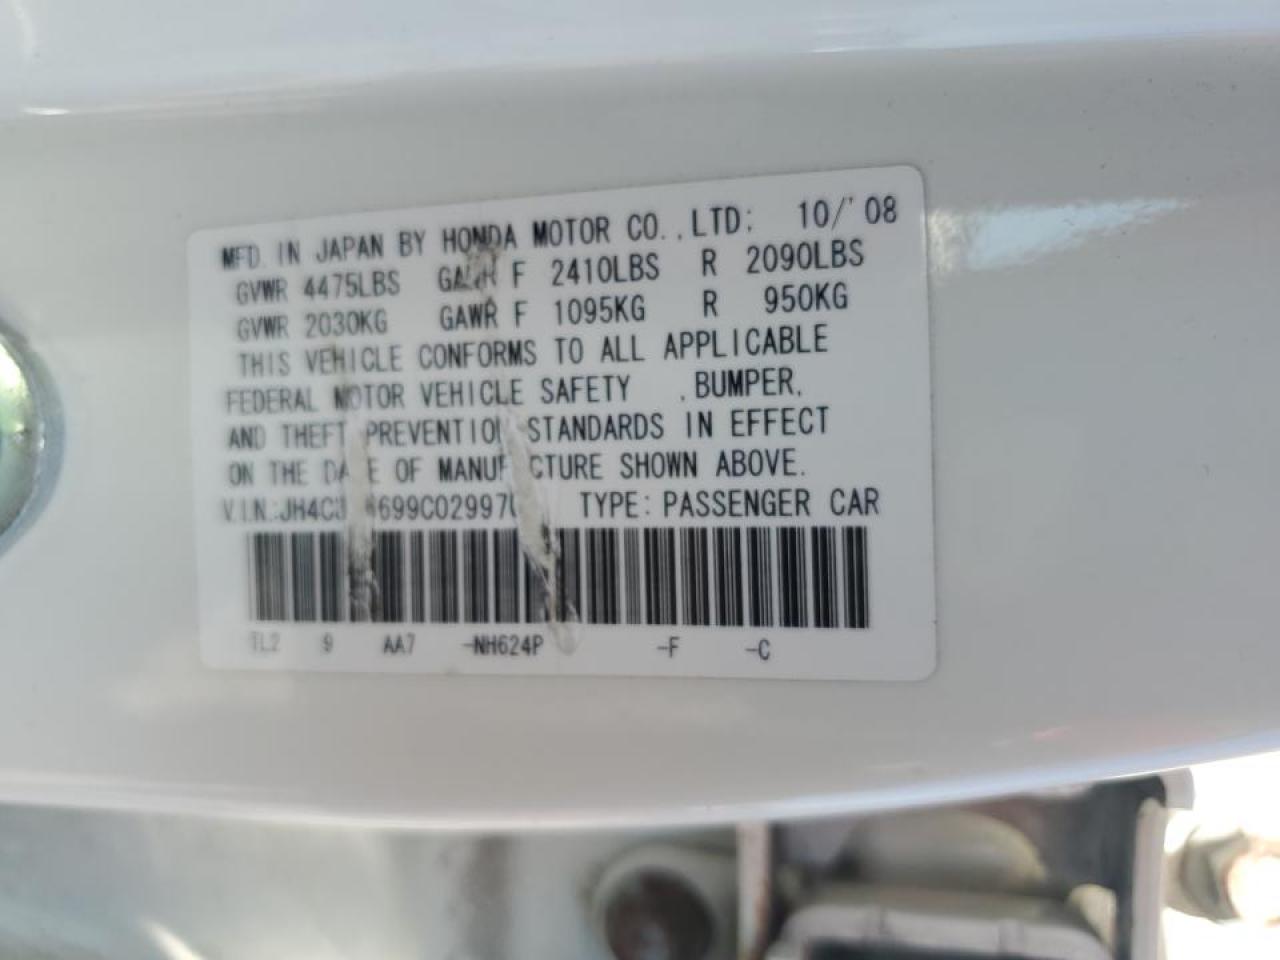 MFD. IN JAPAN BY HONDA MOTOR CO., LTD: 10/'08
GVWR 4475LBS GAWR F 2410LBS R 2090LBS
GVWR 2030KG GAWR F 1095KG R 950KG
THIS VEHICLE CONFORMS TO ALL APPLICABLE
FEDERAL MOTOR VEHICLE SAFETY , BUMPER,
AND THEFT PREVENTION STANDARDS IN EFFECT
ON THE DATE OF MANUFACTURE SHOWN ABOVE.
V.I.N.: TYPE: PASSENGER CAR
TL2 9 AA7 -NH624P -F -C